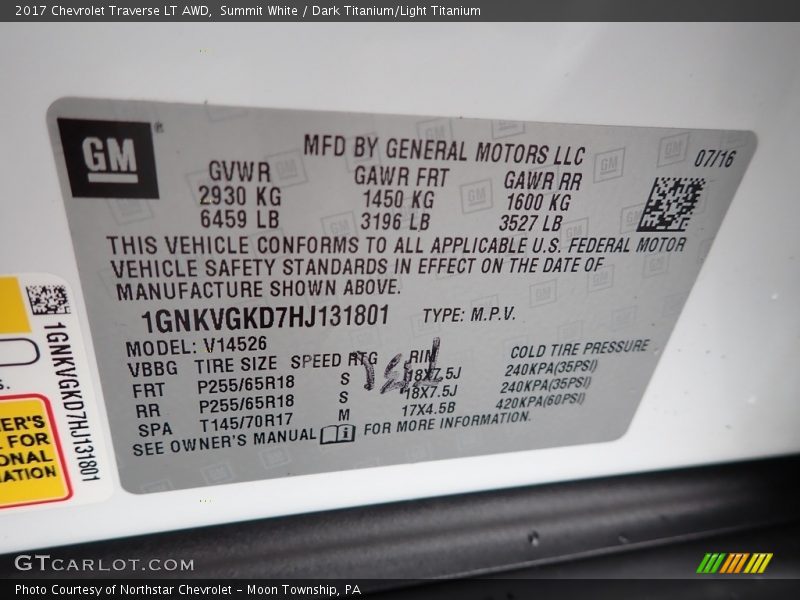 2017 Chevrolet Traverse LT AWD,  Summit White / Dark Titanium/Light Titanium
GM
MFD BY GENERAL MOTORS LLC
07/16
GVWR GAWR FRT GAWR RR
2930 KG 1450 KG 1600 KG
6459 LB 3196 LB 3527 LB
THIS VEHICLE CONFORMS TO ALL APPLICABLE U.S. FEDERAL MOTOR
VEHICLE SAFETY STANDARDS IN EFFECT ON THE DATE OF
MANUFACTURE SHOWN ABOVE.
1GNKVGKD7HJ131801 TYPE: M.P.V.
MODEL: V14526
VBBG TIRE SIZE SPEED RTG RIM COLD TIRE PRESSURE
FRT P255/65R18 S 18X7.5J 240KPA(35PSI)
RR P255/65R18 S 18X7.5J 240KPA(35PSI)
SPA T145/70R17 M 17X4.5B 420KPA(60PSI)
SEE OWNER'S MANUAL FOR MORE INFORMATION.
1GNKVGKD7HJ131801
S.
ER'S
L FOR
ONAL
ATION
GTCARLOT.COM
Photo Courtesy of Northstar Chevrolet - Moon Township, PA